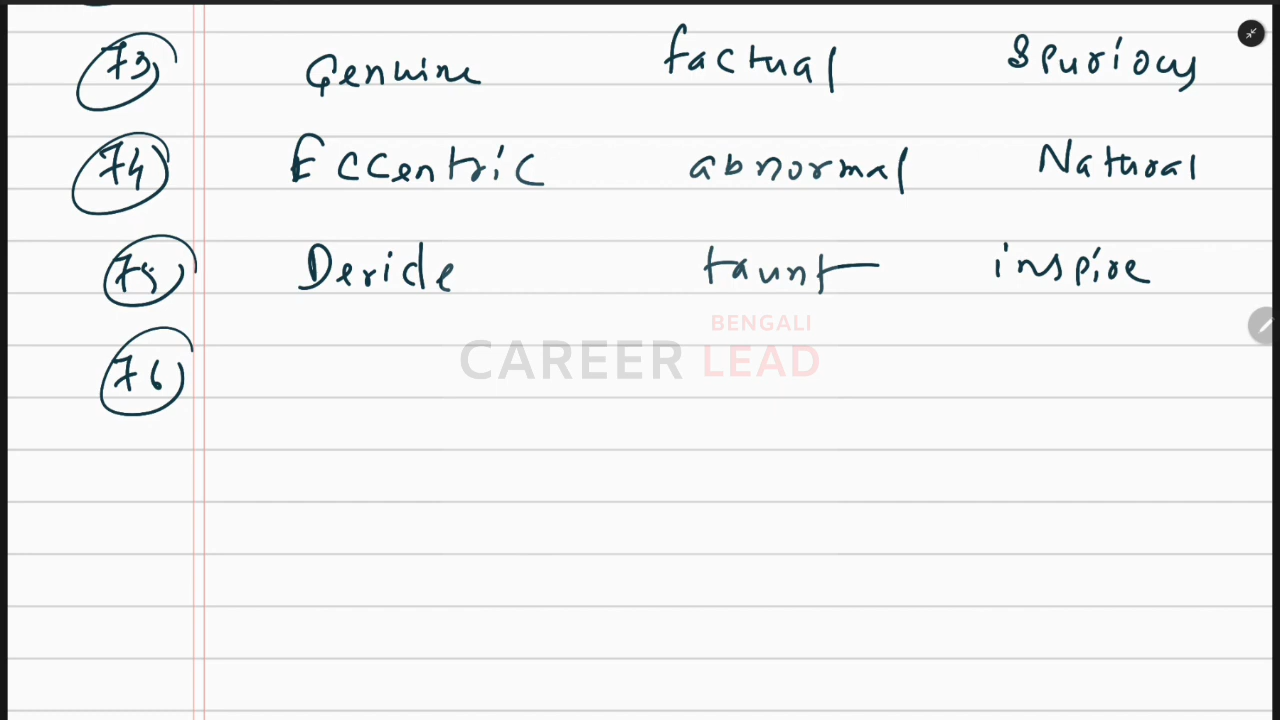 73 Genuine factual Spurious
74 Eccentric abnormal Natural
75 Deride taunt inspire
BENGALI
CAREER LEAD
76